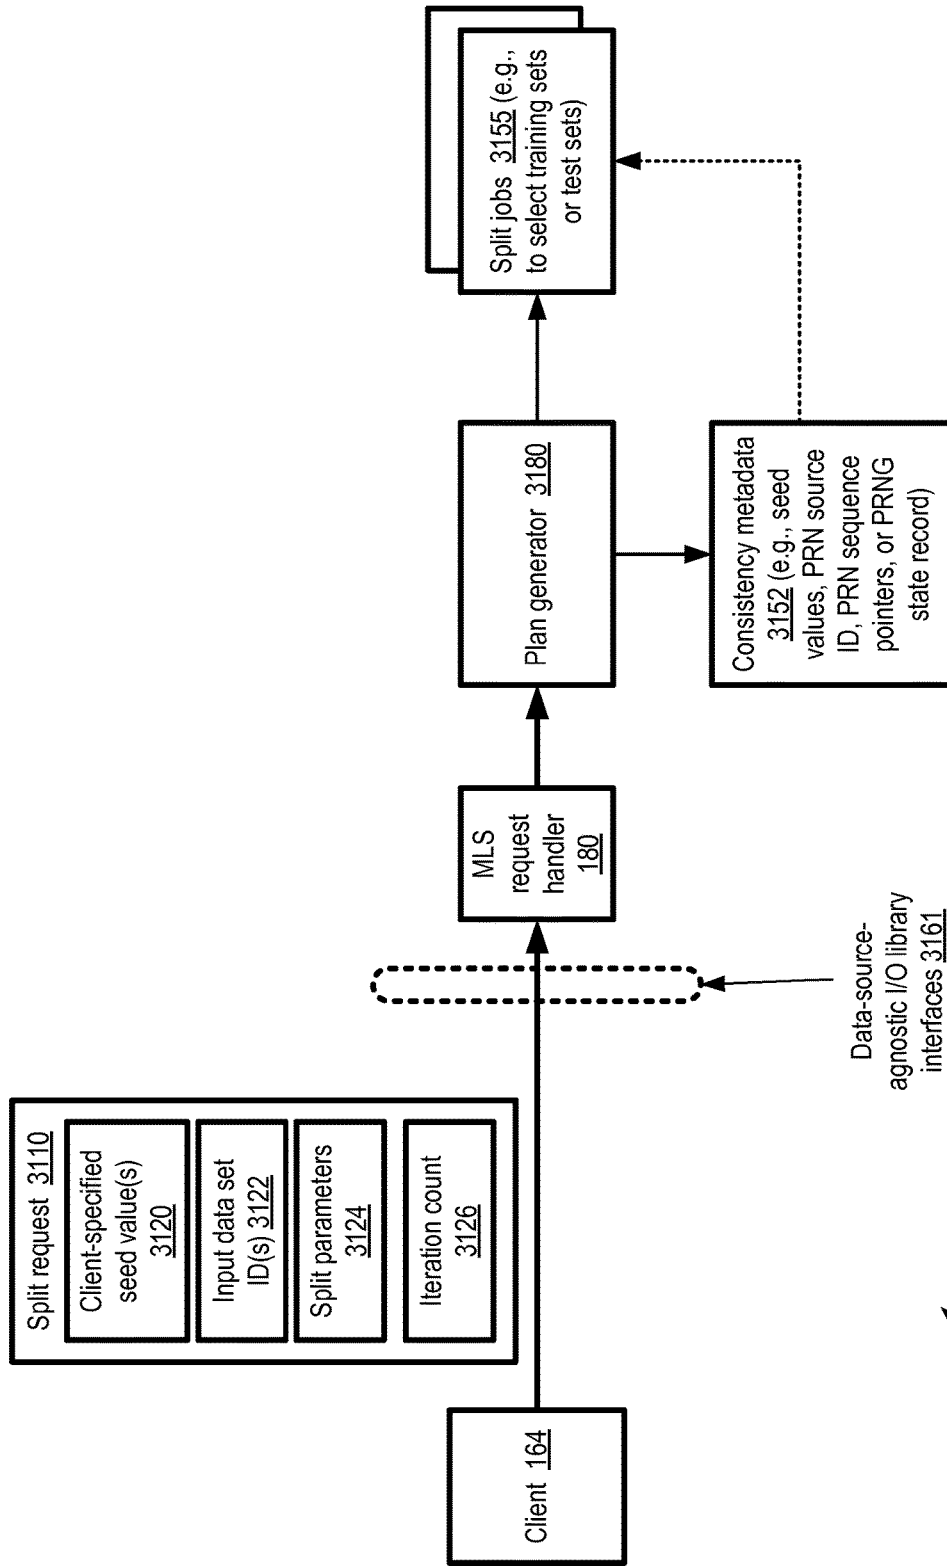 Split request 3110
Client-specified
seed value(s)
3120
Input data set
ID(s) 3122
Split parameters
3124
Iteration count
3126
Client 164
Data-source-
agnostic I/O library
interfaces 3161
MLS
request
handler
180
Plan generator 3180
Consistency metadata
3152 (e.g., seed
values, PRN source
ID, PRN sequence
pointers, or PRNG
state record)
Split jobs 3155 (e.g.,
to select training sets
or test sets)